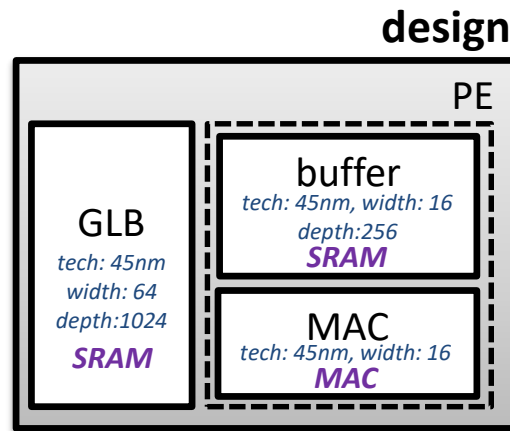 design
PE
GLB
tech: 45nm
width: 64
depth:1024
SRAM
buffer
tech: 45nm, width: 16
depth:256
SRAM
MAC
tech: 45nm, width: 16
MAC